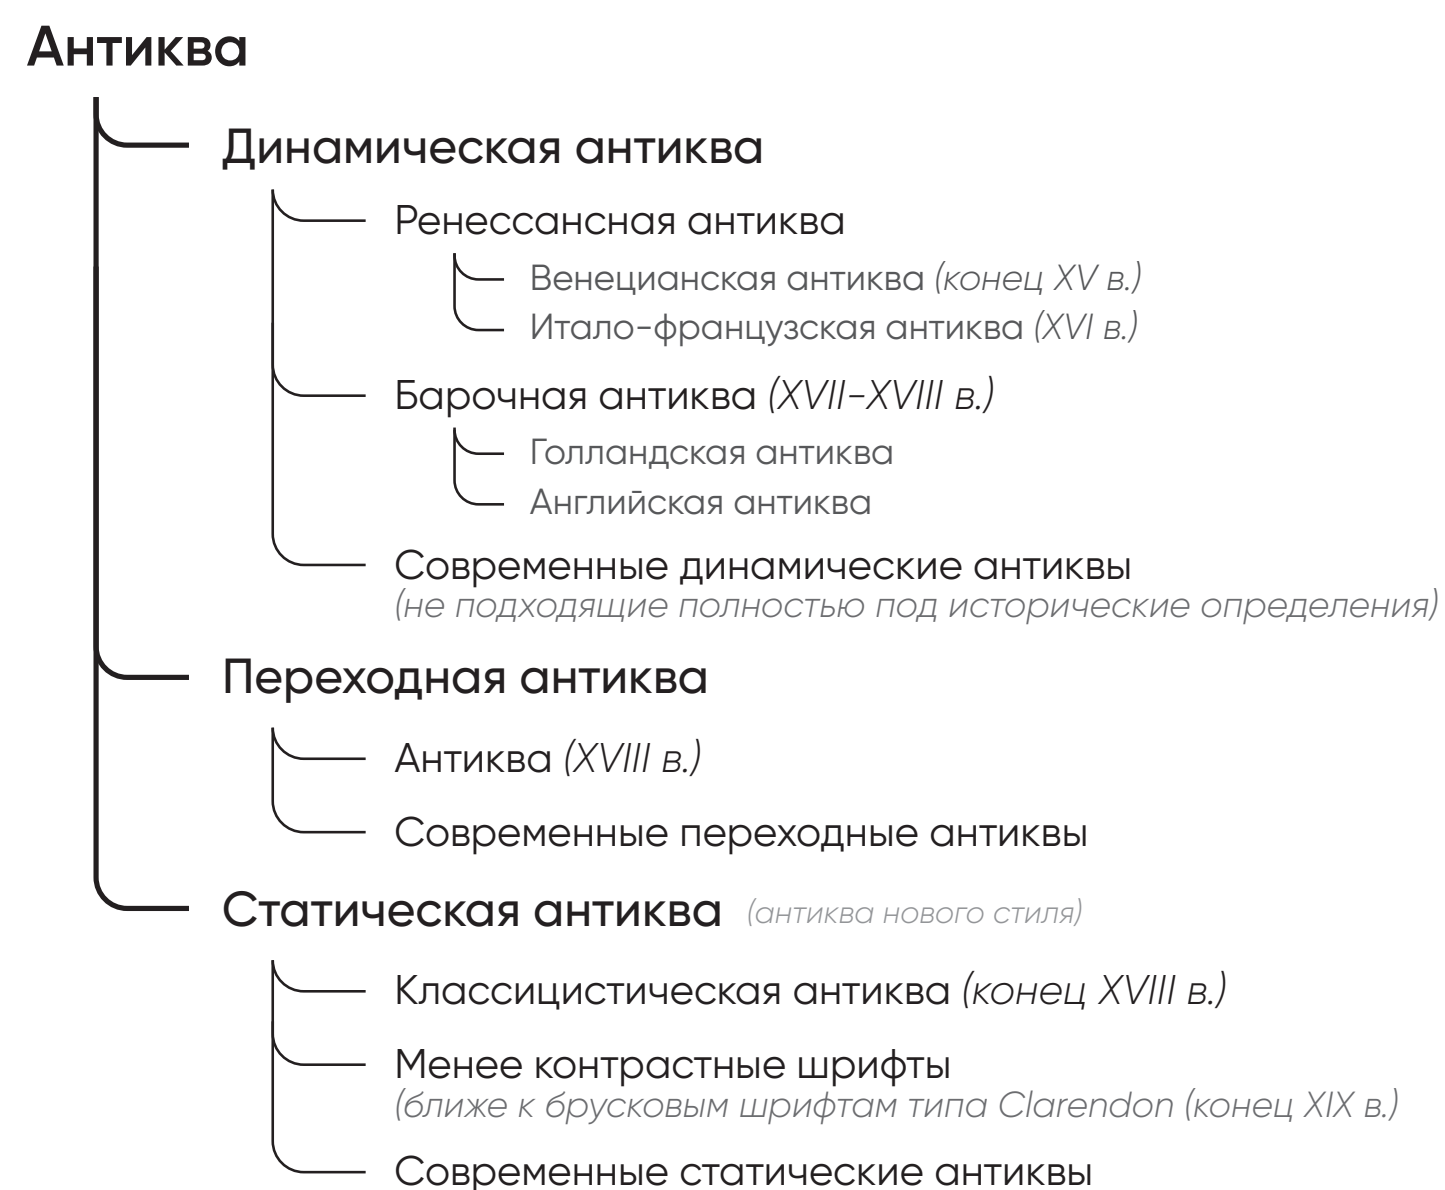 Антиква
Динамическая антиква
Ренессансная антиква
Венецианская антиква (конец XV в.)
Итало-французская антиква (XVI в.)
Барочная антиква (XVII-XVIII в.)
Голландская антиква
Английская антиква
Современные динамические антиквы
(не подходящие полностью под исторические определения)
Переходная антиква
Антиква (XVIII в.)
Современные переходные антиквы
Статическая антиква (антиква нового стиля)
Классицистическая антиква (конец XVIII в.)
Менее контрастные шрифты
(ближе к брусковым шрифтам типа Clarendon (конец XIX в.)
Современные статические антиквы